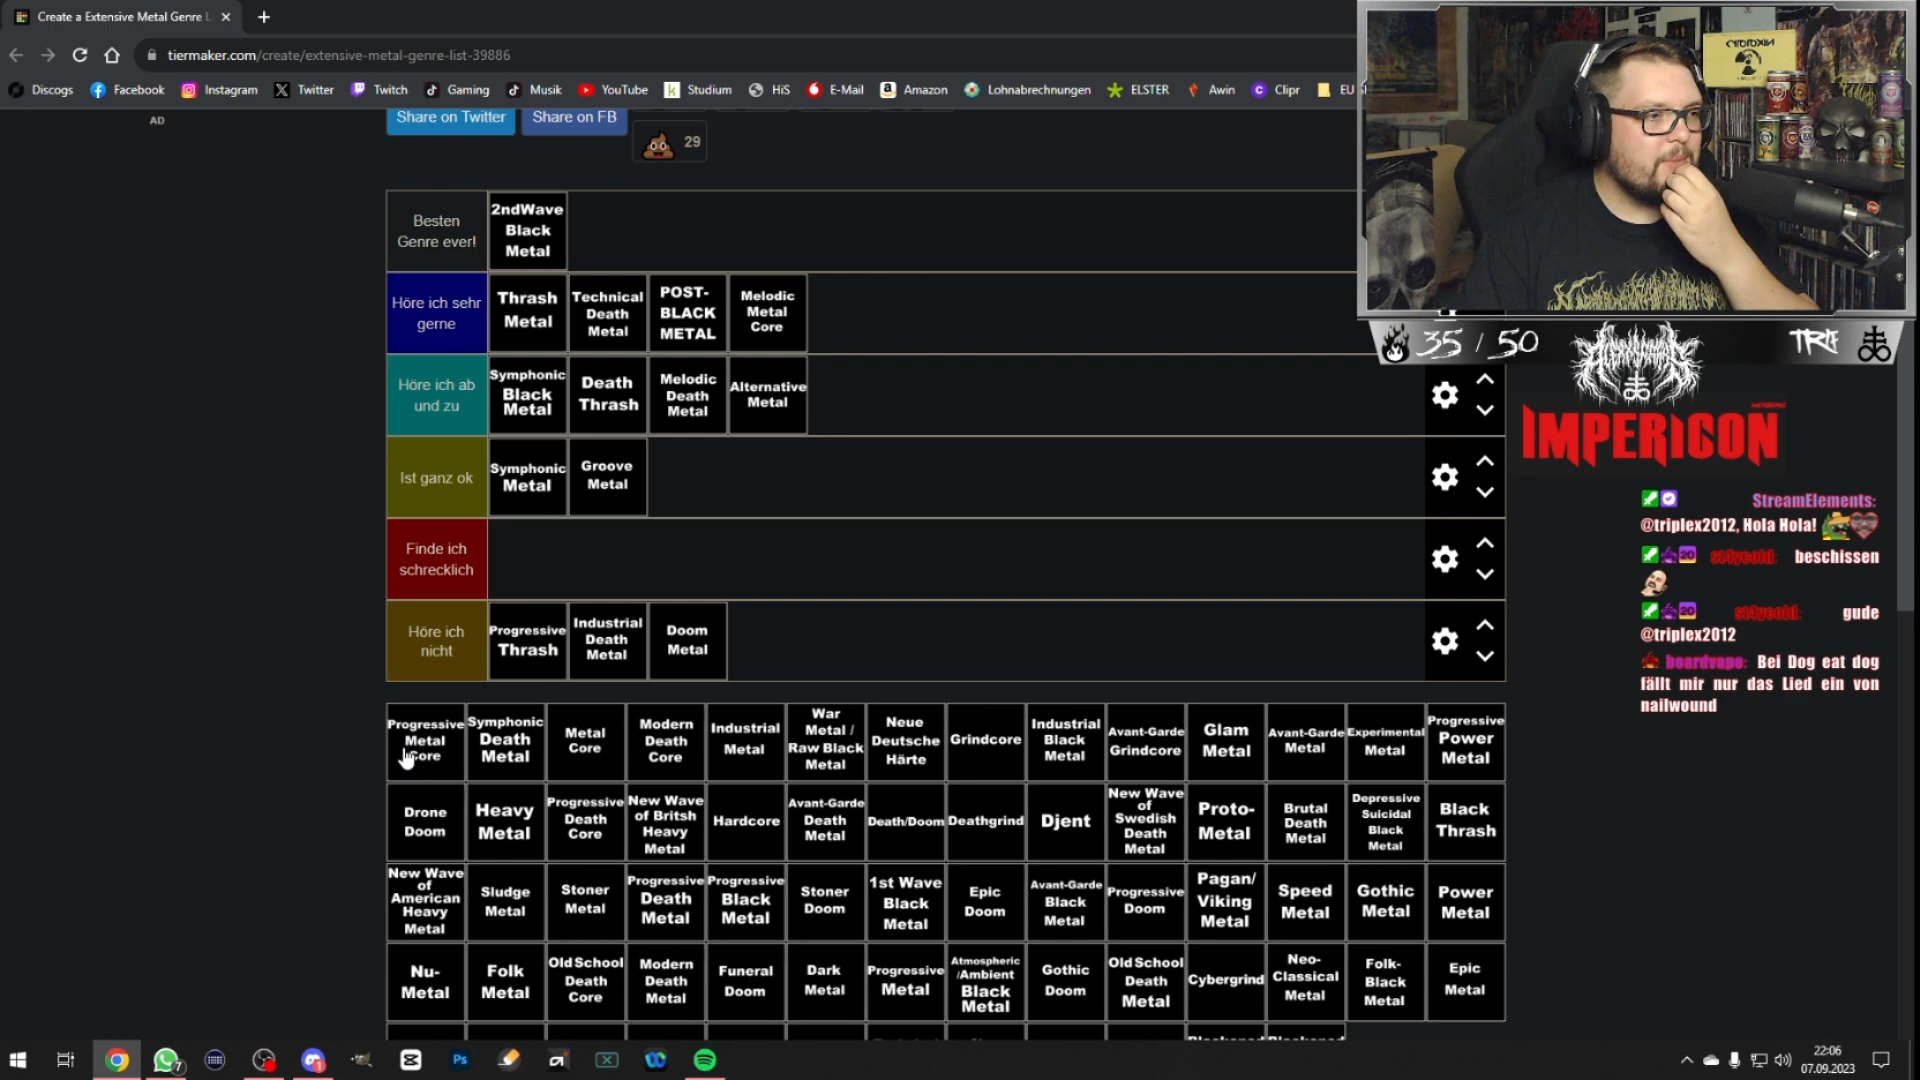 Create a Extensive Metal Genre L
tiermaker.com/create/extensive-metal-genre-list-39886
Discogs
Facebook
Instagram
Twitter
Twitch
Gaming
Musik
YouTube
Studium
HiS
E-Mail
Amazon
Lohnabrechnungen
ELSTER
Awin
Clipr
EU
AD
Share on Twitter
Share on FB
29
Besten
Genre ever!
2ndWave
Black
Metal
Höre ich sehr
gerne
Thrash
Metal
Technical
Death
Metal
POST-
BLACK
METAL
Melodic
Metal
Core
Höre ich ab
und zu
Symphonic
Black
Metal
Death
Thrash
Melodic
Death
Metal
Alternative
Metal
Ist ganz ok
Symphonic
Metal
Groove
Metal
Finde ich
schrecklich
Höre ich
nicht
Progressive
Thrash
Industrial
Death
Metal
Doom
Metal
Progressive
Metal
Core
Symphonic
Death
Metal
Metal
Core
Modern
Death
Core
Industrial
Metal
War
Metal /
Raw Black
Metal
Neue
Deutsche
Härte
Grindcore
Industrial
Black
Metal
Avant-Garde
Grindcore
Glam
Metal
Avant-Garde
Metal
Experimental
Metal
Progressive
Power
Metal
Drone
Doom
Heavy
Metal
Progressive
Death
Core
New Wave
of Britsh
Heavy
Metal
Hardcore
Avant-Garde
Death
Metal
Death/Doom
Deathgrind
Djent
New Wave
of
Swedish
Death
Metal
Proto-
Metal
Brutal
Death
Metal
Depressive
Suicidal
Black
Metal
Black
Thrash
New Wave
of
American
Heavy
Metal
Sludge
Metal
Stoner
Metal
Progressive
Death
Metal
Progressive
Black
Metal
Stoner
Doom
1st Wave
Black
Metal
Epic
Doom
Avant-Garde
Black
Metal
Progressive
Doom
Pagan/
Viking
Metal
Speed
Metal
Gothic
Metal
Power
Metal
Nu-
Metal
Folk
Metal
Old School
Death
Core
Modern
Death
Metal
Funeral
Doom
Dark
Metal
Progressive
Metal
Atmospheric
/Ambient
Black
Metal
Gothic
Doom
Old School
Death
Metal
Cybergrind
Neo-
Classical
Metal
Folk-
Black
Metal
Epic
Metal
CYTOTOXIN
35 / 50
IMPERICON
StreamElements:
@triplex2012, Hola Hola!
beschissen
gude
@triplex2012
boardvape: Bei Dog eat dog
fällt mir nur das Lied ein von
nailwound
7
1
Ps
22:06
07.09.2023